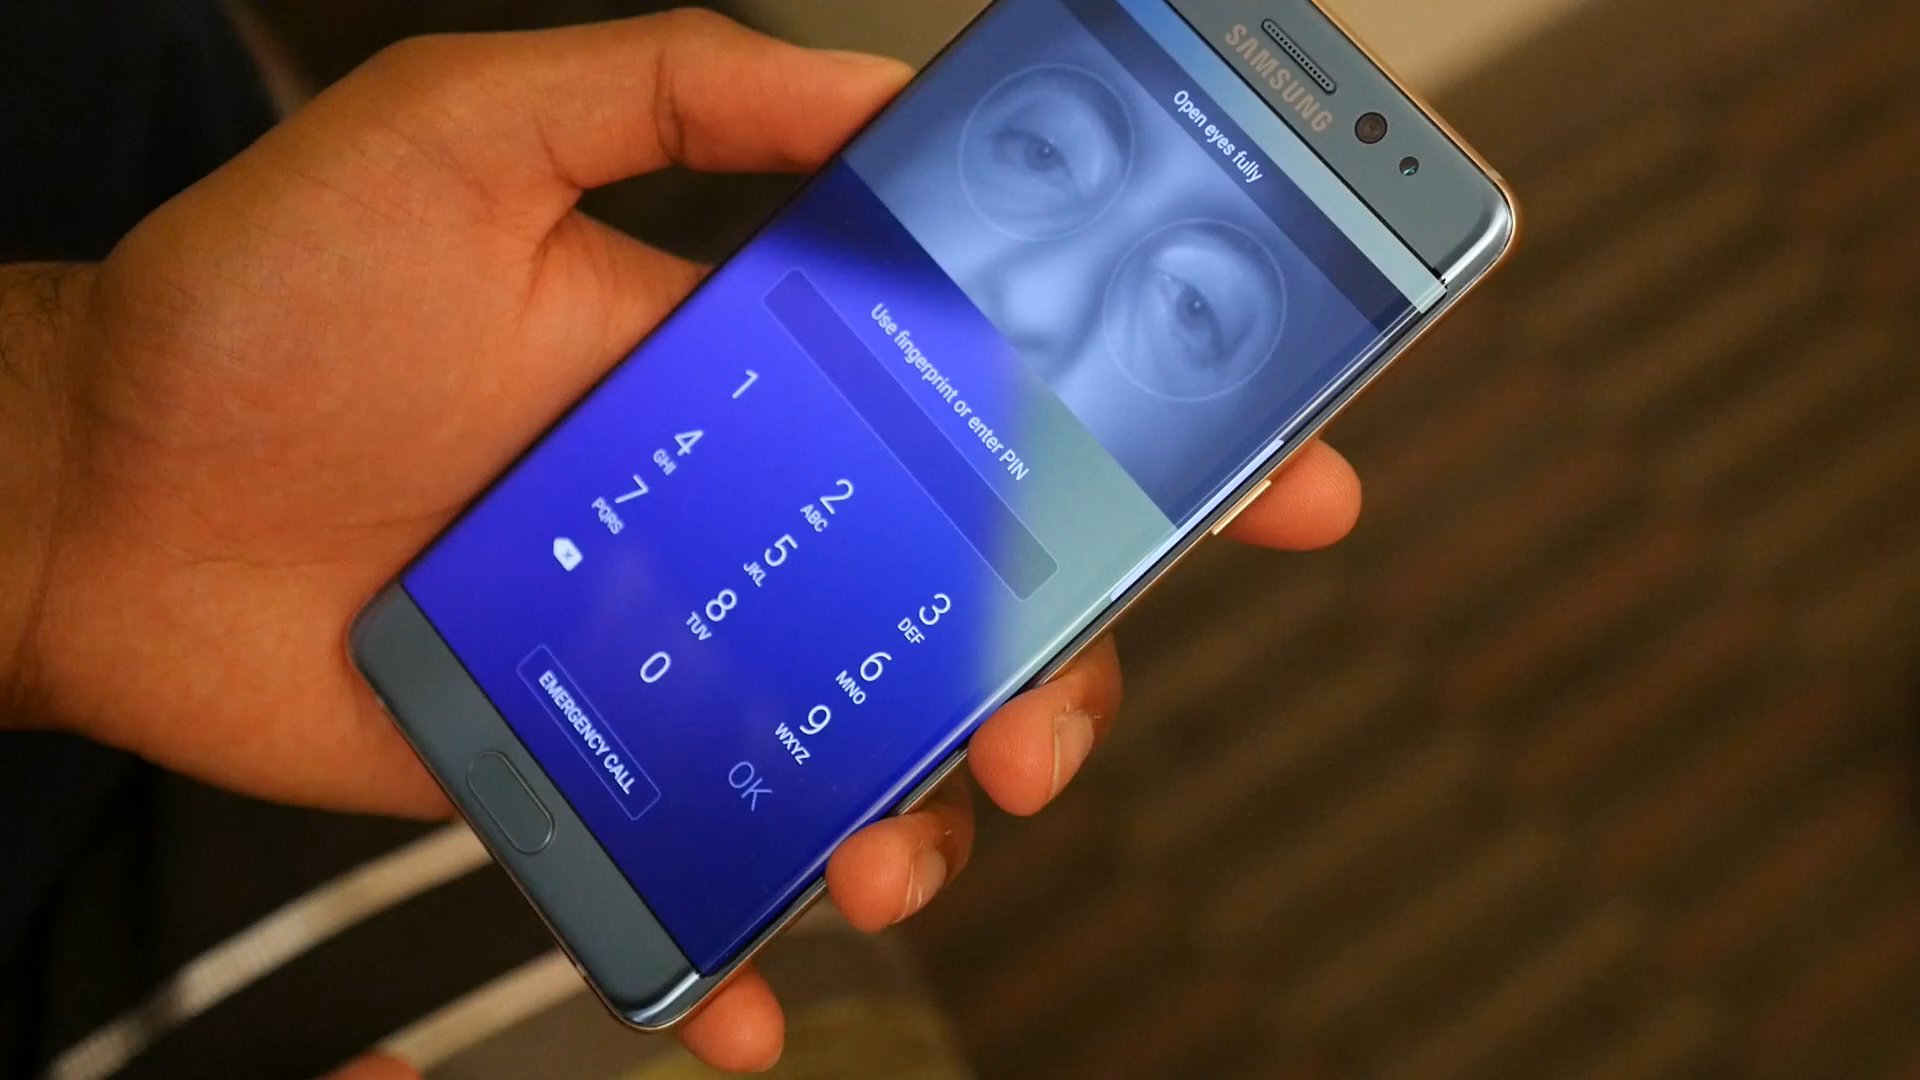 SAMSUNG
Open eyes fully
Use fingerprint or enter PIN
1
2
ABC
3
DEF
4
GHI
5
JKL
6
MNO
7
PQRS
8
TUV
9
WXYZ
0
OK
EMERGENCY CALL